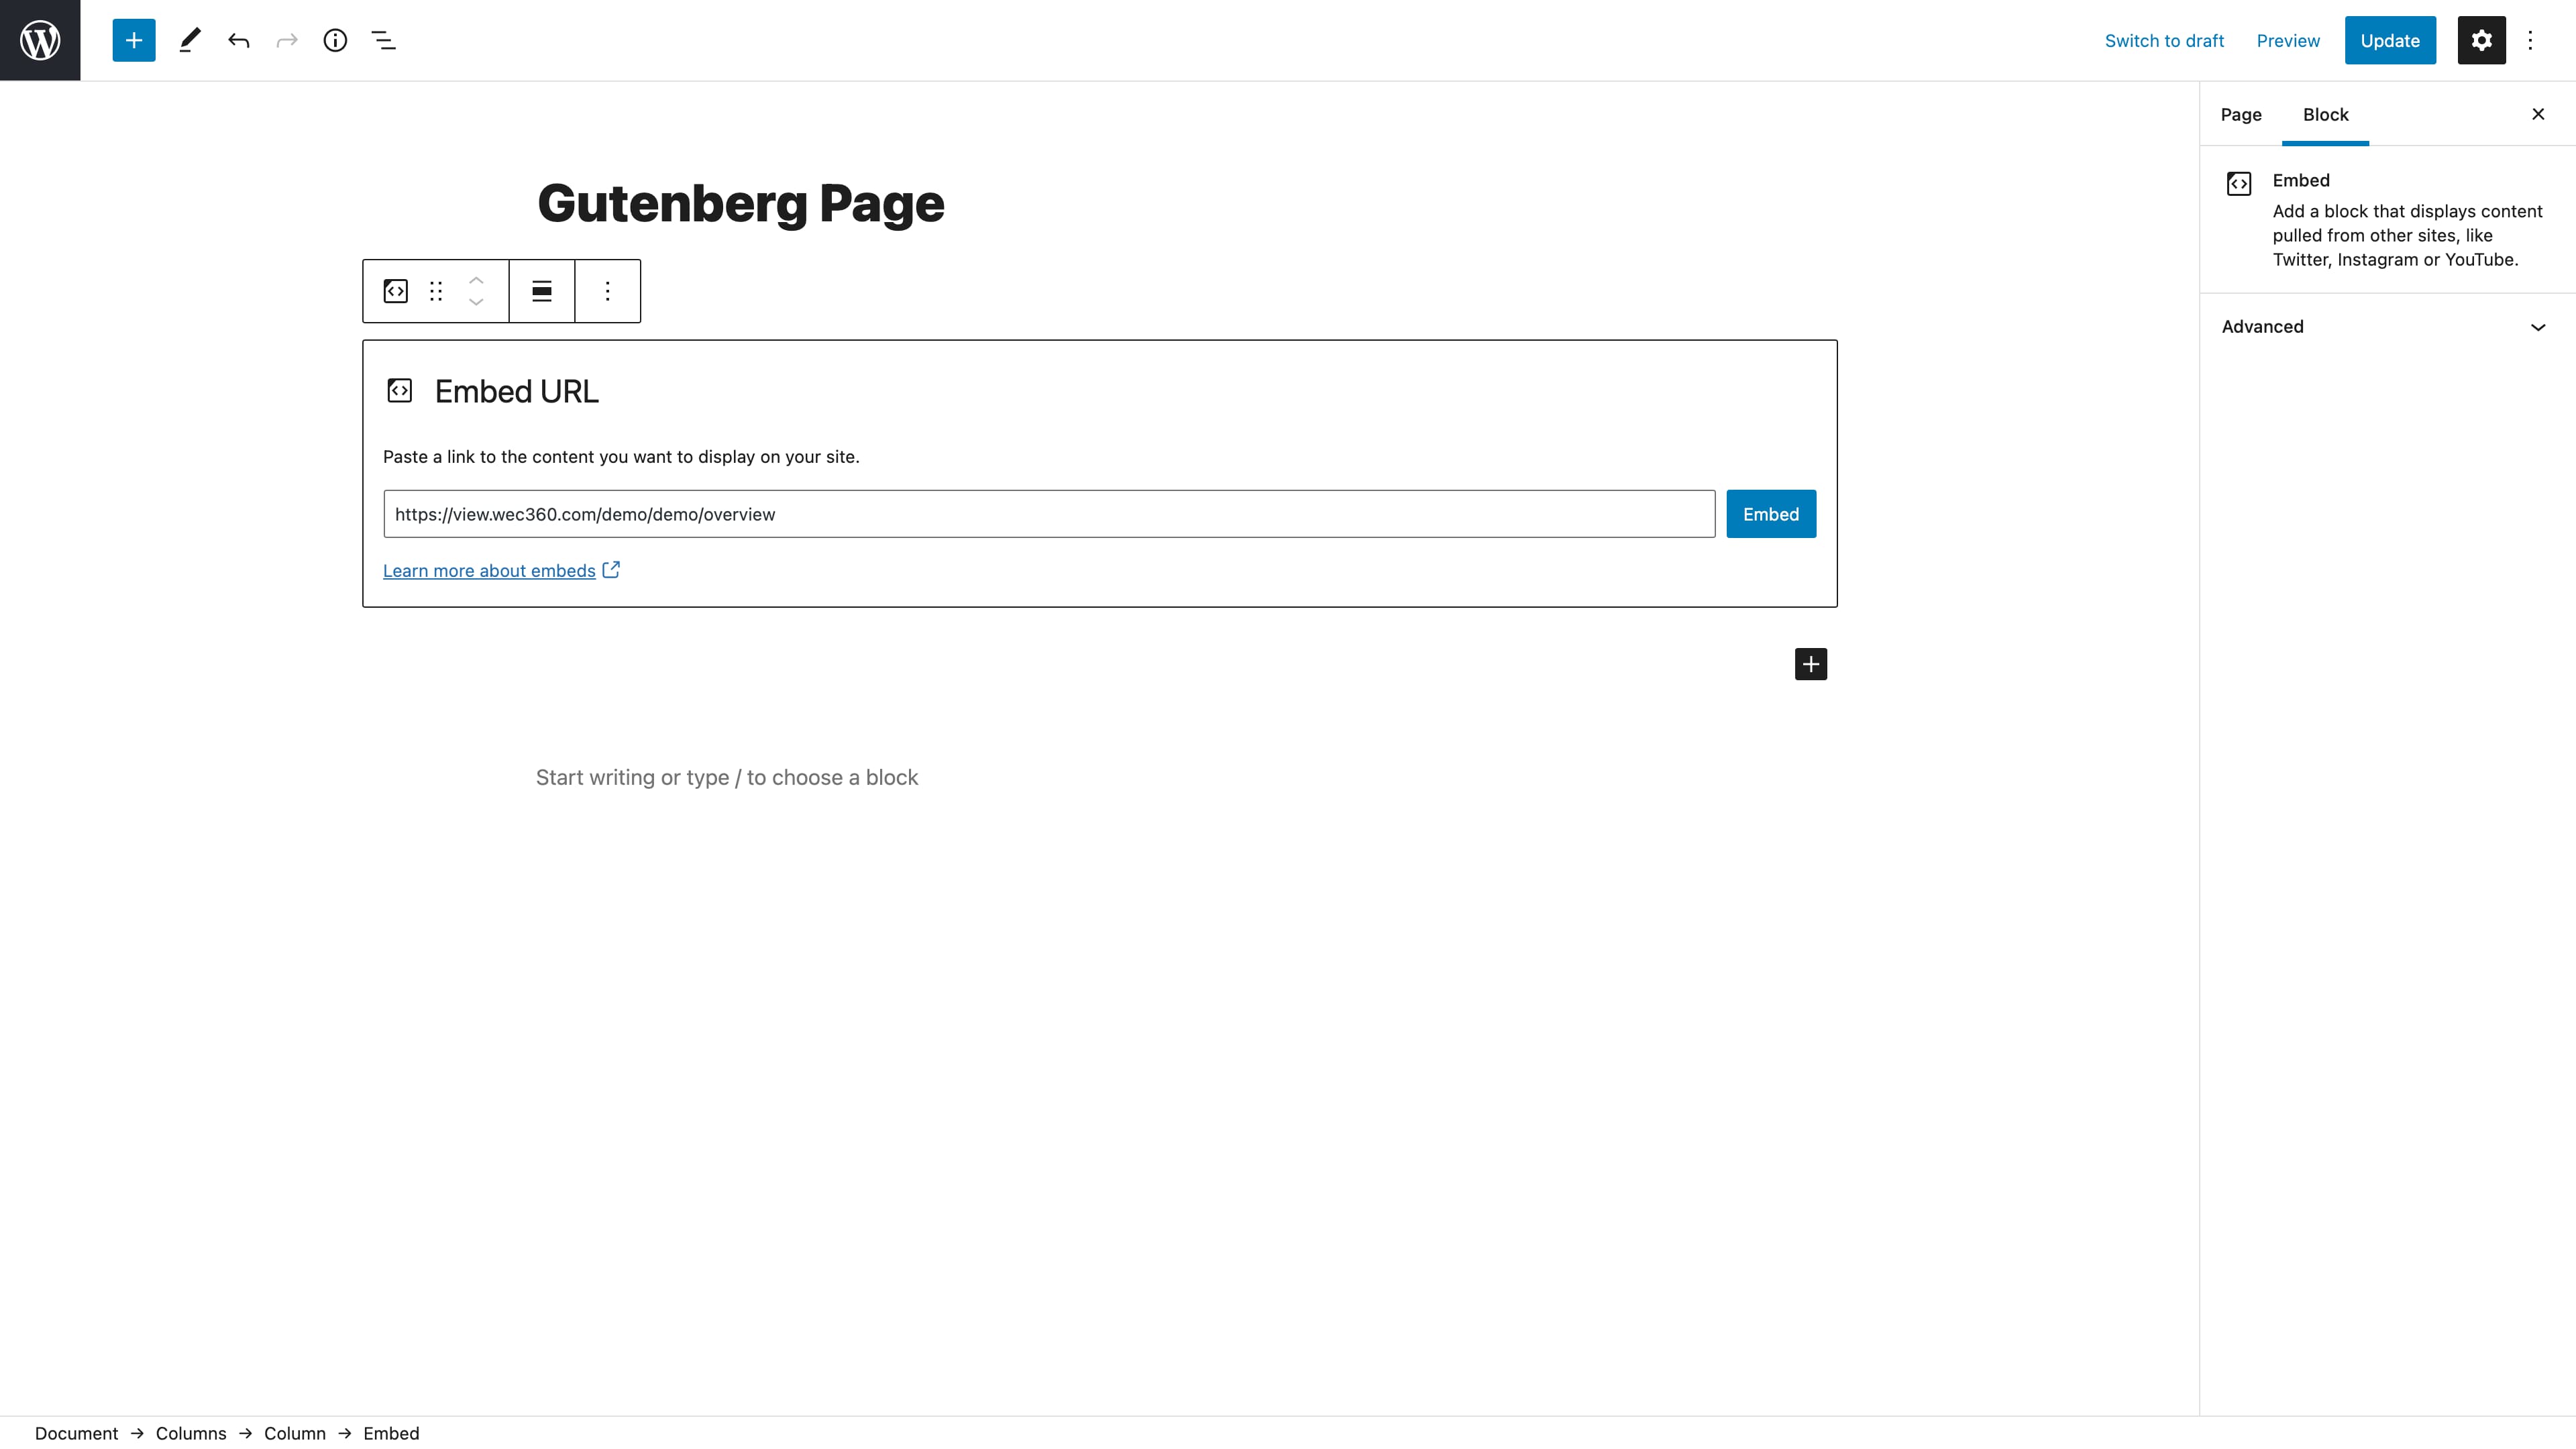 Switch to draft Preview Update
Page Block
Gutenberg Page
Embed
Add a block that displays content
pulled from other sites, like
Twitter, Instagram or YouTube.
Advanced
Embed URL
Paste a link to the content you want to display on your site.
https://view.wec360.com/demo/demo/overview Embed
Learn more about embeds
Start writing or type / to choose a block
Document → Columns → Column → Embed